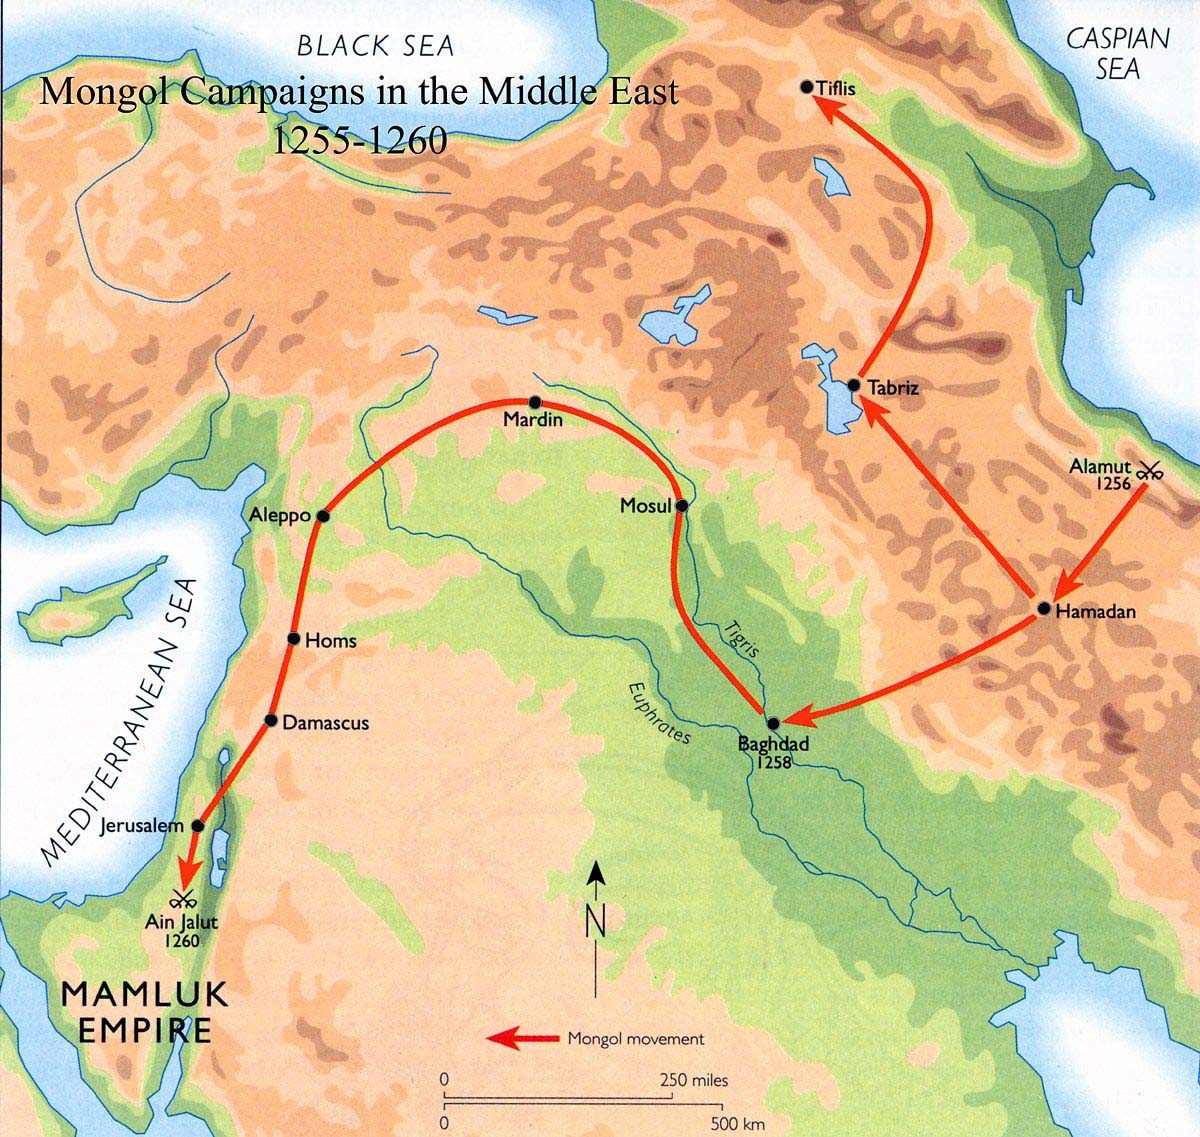 BLACK SEA
CASPIAN
SEA
Mongol Campaigns in the Middle East
1255-1260
Tiflis
Tabriz
Mardin
Alamut
1256
Mosul
Aleppo
Hamadan
MEDITERRANEAN SEA
Homs
Tigris
Euphrates
Damascus
Baghdad
1258
Jerusalem
Ain Jalut
1260
N
MAMLUK
EMPIRE
Mongol movement
0 250 miles
0 500 km